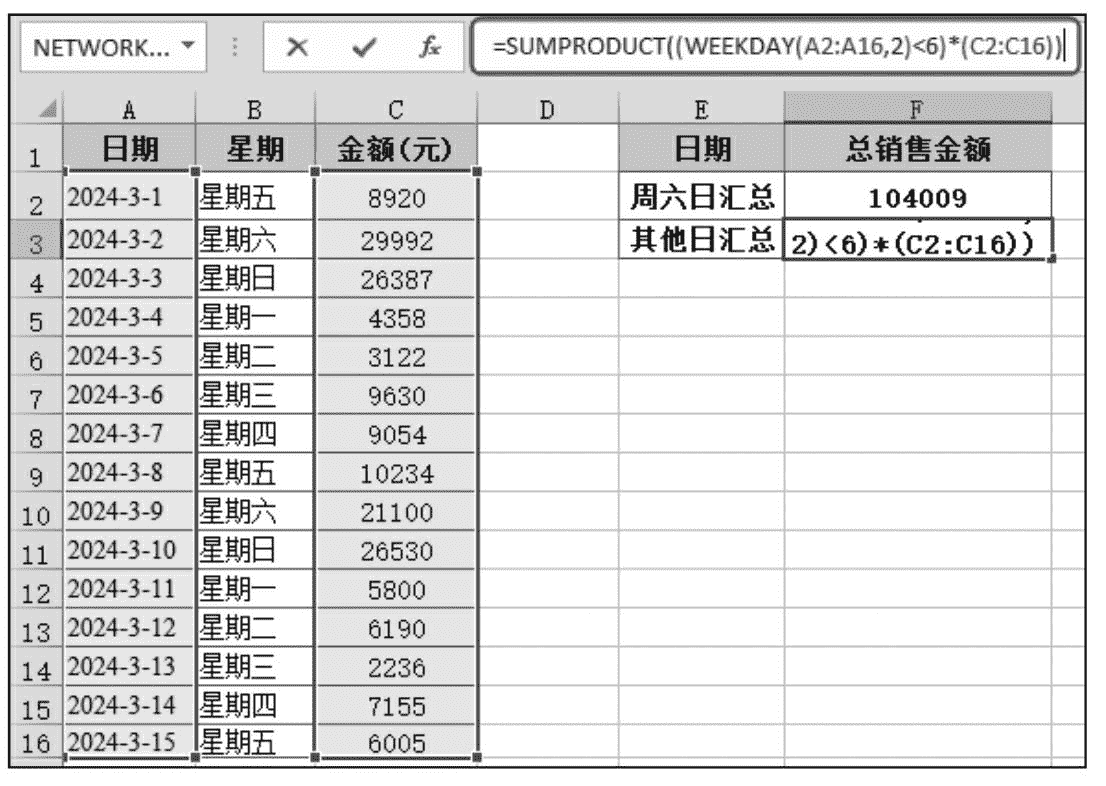 NETWORK... =SUMPRODUCT((WEEKDAY(A2:A16,2)<6)*(C2:C16))
A B C D E F
1 日期 星期 金额(元) 日期 总销售金额
2 2024-3-1 星期五 8920 周六日汇总 104009
3 2024-3-2 星期六 29992 其他日汇总 2)<6)*(C2:C16))
4 2024-3-3 星期日 26387
5 2024-3-4 星期一 4358
6 2024-3-5 星期二 3122
7 2024-3-6 星期三 9630
8 2024-3-7 星期四 9054
9 2024-3-8 星期五 10234
10 2024-3-9 星期六 21100
11 2024-3-10 星期日 26530
12 2024-3-11 星期一 5800
13 2024-3-12 星期二 6190
14 2024-3-13 星期三 2236
15 2024-3-14 星期四 7155
16 2024-3-15 星期五 6005